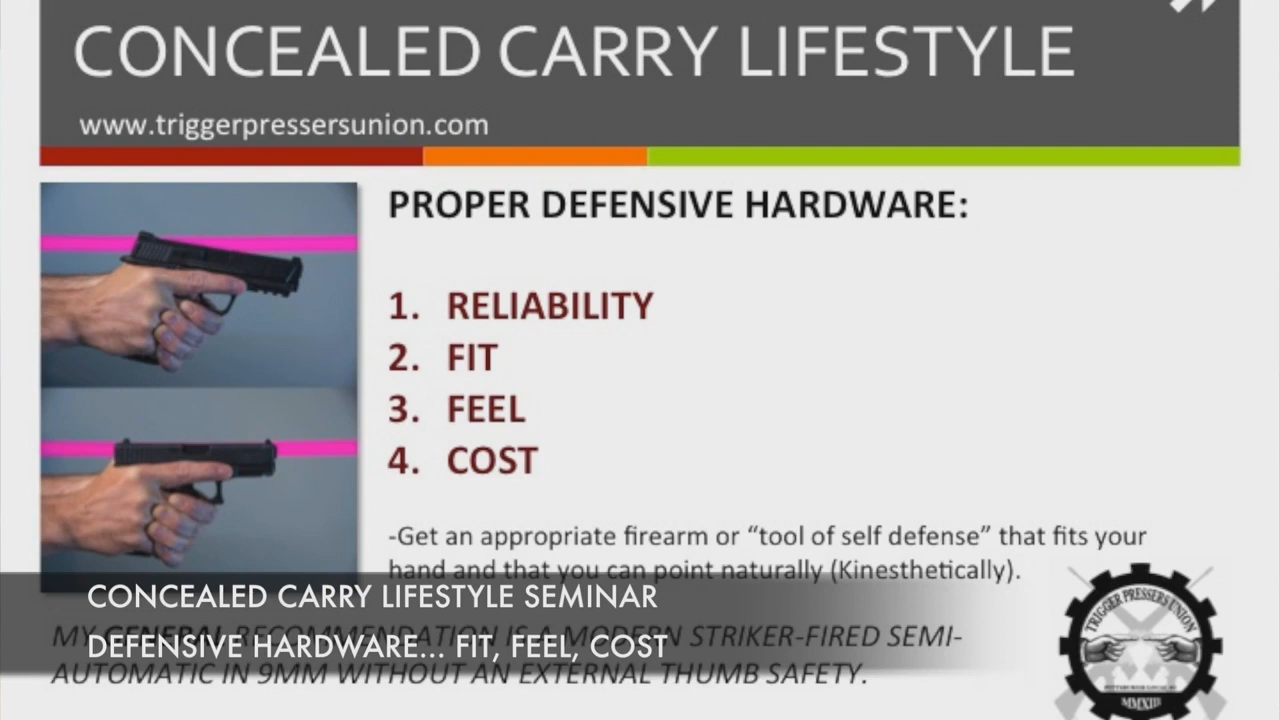 CONCEALED CARRY LIFESTYLE
www.triggerpressersunion.com
PROPER DEFENSIVE HARDWARE:
1. RELIABILITY
2. FIT
3. FEEL
4. COST
-Get an appropriate firearm or “tool of self defense” that fits your
hand and that you can point naturally (Kinesthetically).
CONCEALED CARRY LIFESTYLE SEMINAR
MY GENERAL RECOMMENDATION IS A MODERN STRIKER-FIRED SEMI-
DEFENSIVE HARDWARE... FIT, FEEL, COST
AUTOMATIC IN 9MM WITHOUT AN EXTERNAL THUMB SAFETY.
TRIGGER PRESSERS UNION
MMXIII